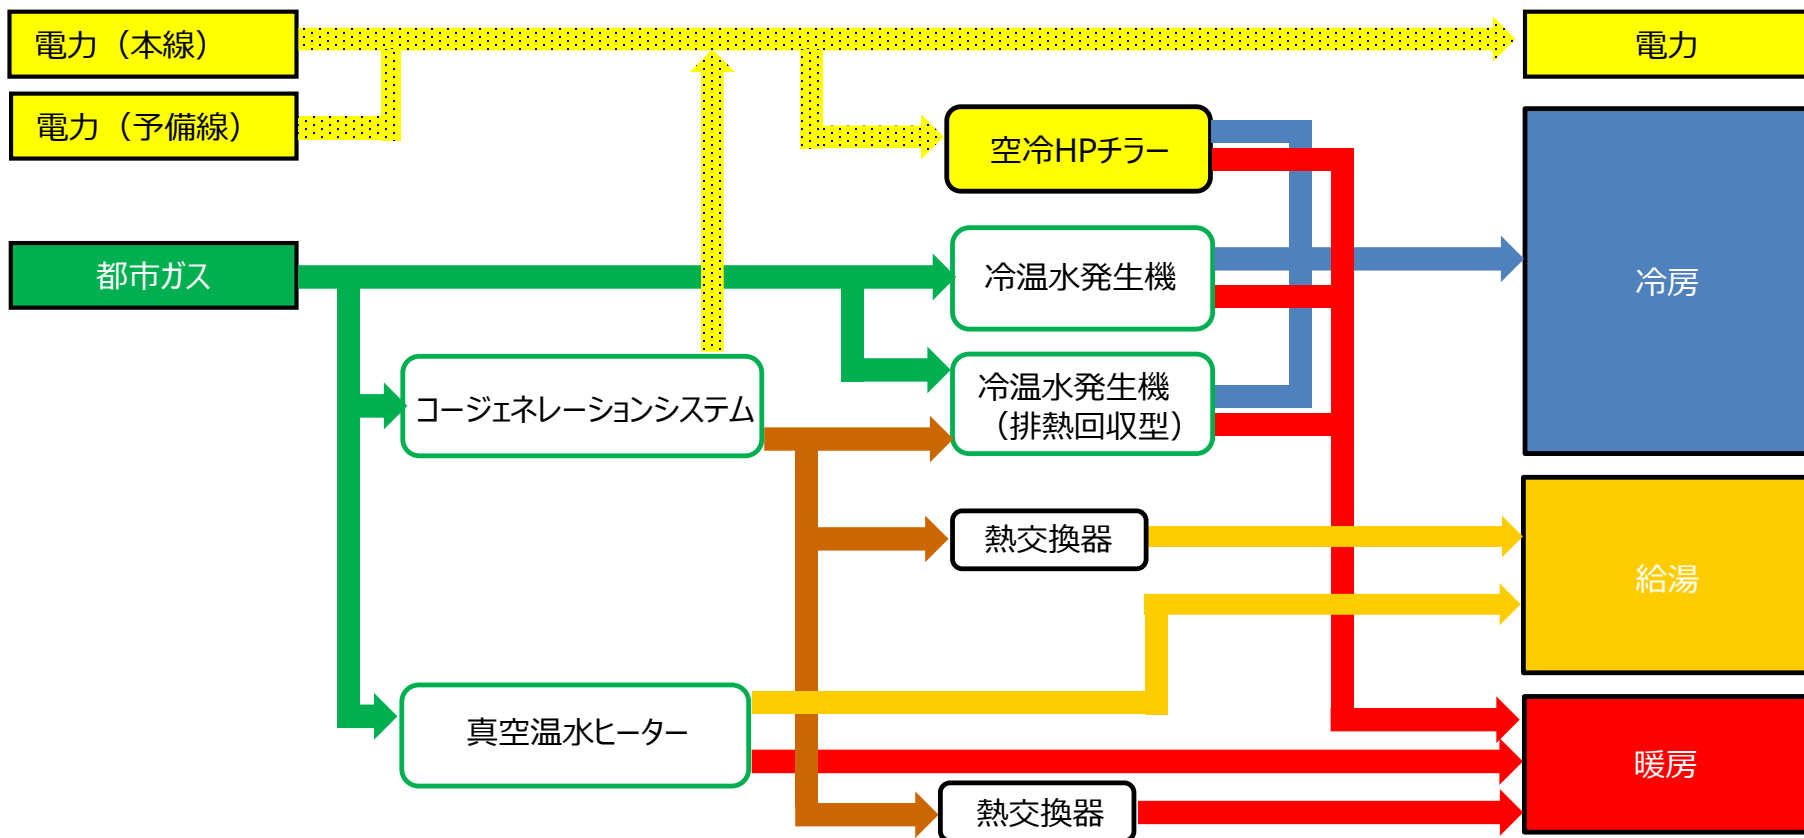 電力（本線）
電力
電力（予備線）
空冷HPチラー
都市ガス
冷温水発生機
冷房
コージェネレーションシステム
冷温水発生機
（排熱回収型）
熱交換器
給湯
真空温水ヒーター
暖房
熱交換器